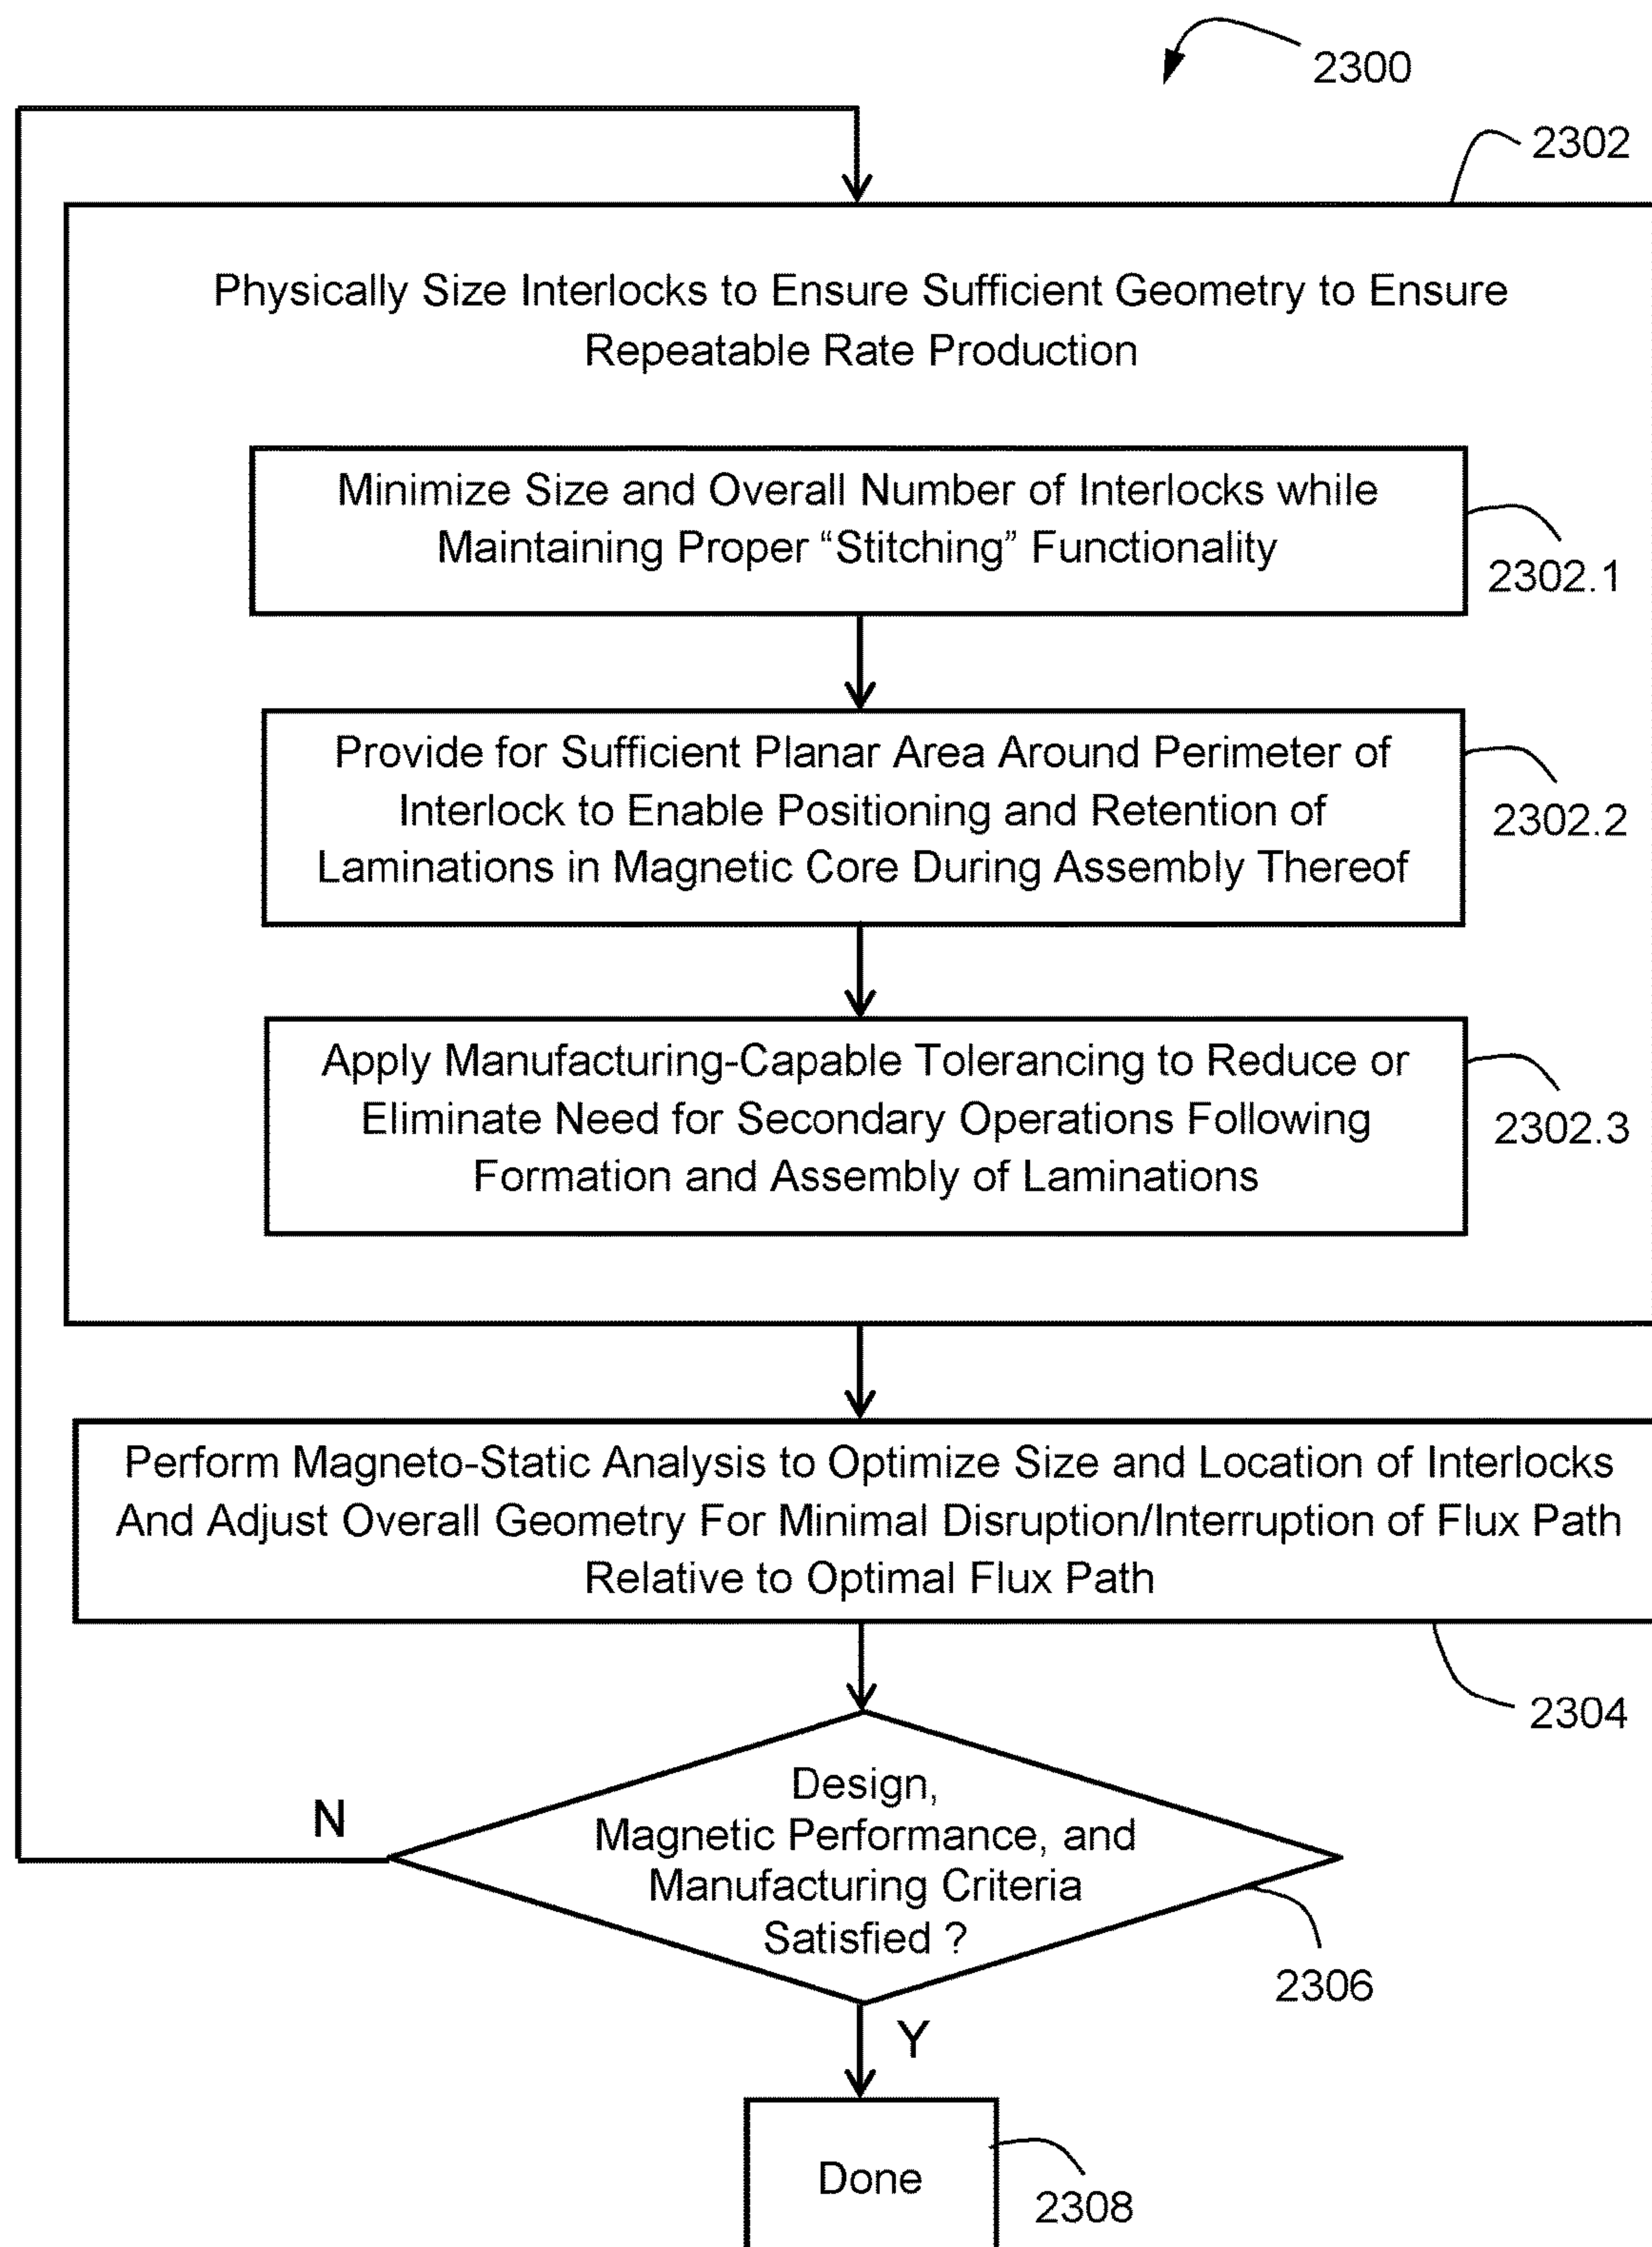 2300
2302
Physically Size Interlocks to Ensure Sufficient Geometry to Ensure
Repeatable Rate Production
Minimize Size and Overall Number of Interlocks while
Maintaining Proper “Stitching” Functionality
2302.1
Provide for Sufficient Planar Area Around Perimeter of
Interlock to Enable Positioning and Retention of
Laminations in Magnetic Core During Assembly Thereof
2302.2
Apply Manufacturing-Capable Tolerancing to Reduce or
Eliminate Need for Secondary Operations Following
Formation and Assembly of Laminations
2302.3
Perform Magneto-Static Analysis to Optimize Size and Location of Interlocks
And Adjust Overall Geometry For Minimal Disruption/Interruption of Flux Path
Relative to Optimal Flux Path
2304
Design,
Magnetic Performance, and
Manufacturing Criteria
Satisfied ?
N
2306
Y
Done
2308